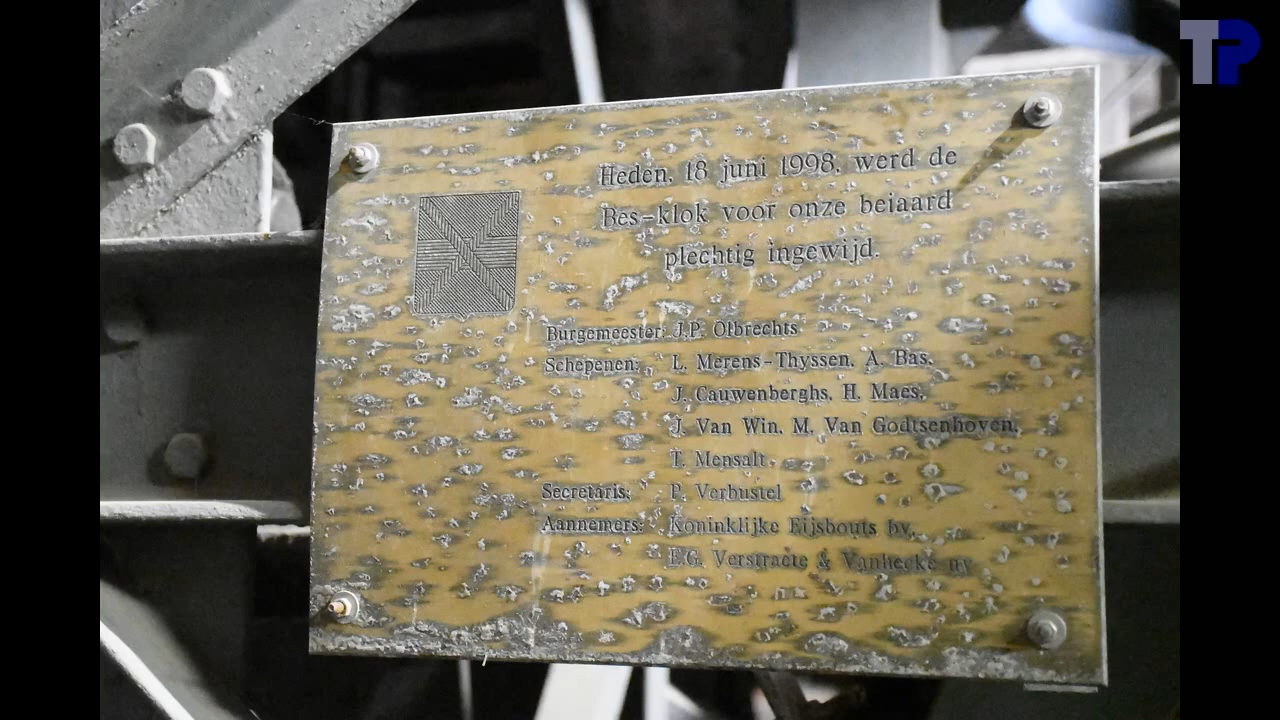 TP
Heden, 18 juni 1998, werd de
Bes-klok voor onze beiaard
plechtig ingewijd.
Burgemeester: J.P. Olbrechts
Schepenen: L. Merens-Thyssen, A. Bas,
J. Cauwenberghs, H. Maes,
J. Van Win, M. Van Godtsenhoven,
T. Mensalt
Secretaris: P. Verbustel
Aannemers: Koninklijke Eijsbouts bv,
F.G. Verstraete & Vanhecke nv